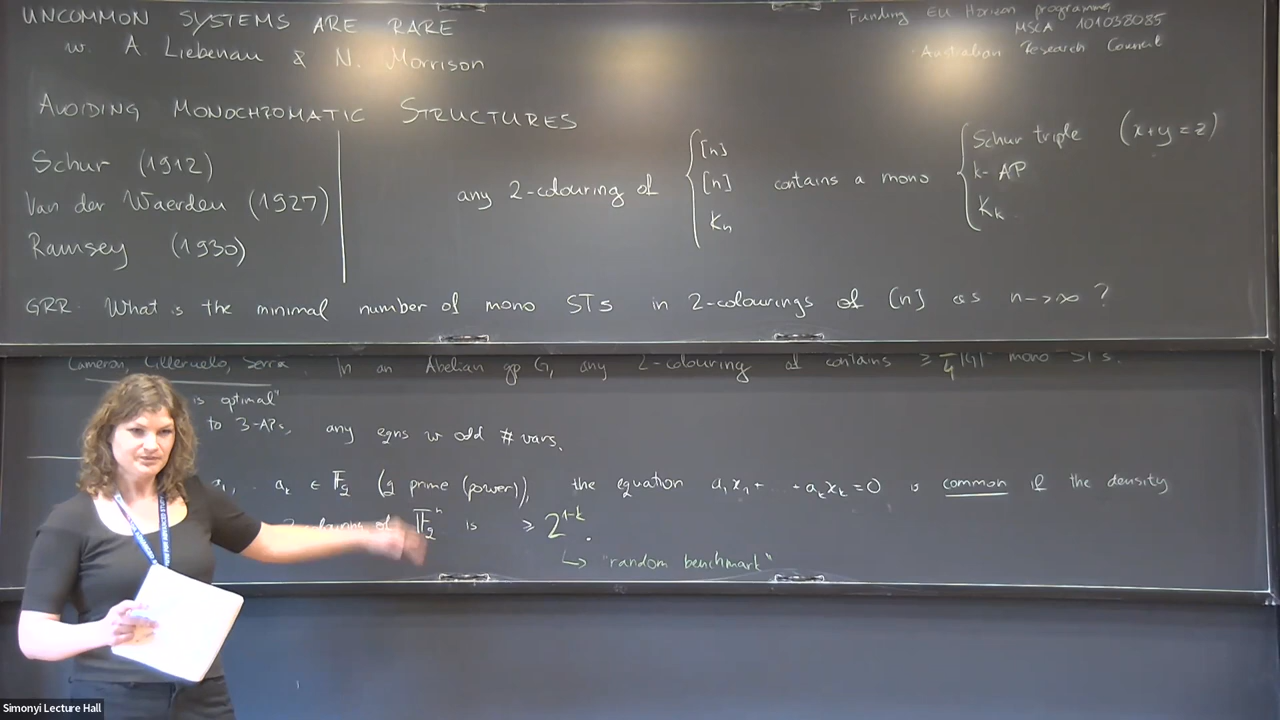 UNCOMMON SYSTEMS ARE RARE
w. A. Liebenau & N. Morrison
Funding EU Horizon programme
MSCA 101038085
Australian Research Council
AVOIDING MONOCHROMATIC STRUCTURES
Schur (1912)
Van der Waerden (1927)
Ramsey (1930)
any 2-colouring of { [n] [n] Kn contains a mono { Schur triple (x+y=z) k-AP Kk
GRR: What is the minimal number of mono STs in 2-colourings of [n] as n->∞ ?
Cameron, Cilleruelo, Serra. In an Abelian gp G, any 2-colouring of contains ≥ 1/4 |G|² mono STs.
is optimal"
to 3-APs, any eqns w odd # vars.
a1, .. ak ∈ Fq (q prime (power)), the equation a1x1+ .. +akxk=0 is common if the density
2-colouring of Fq^n is ≥ 2^{1-k}.
↳ "random benchmark"
Simonyi Lecture Hall